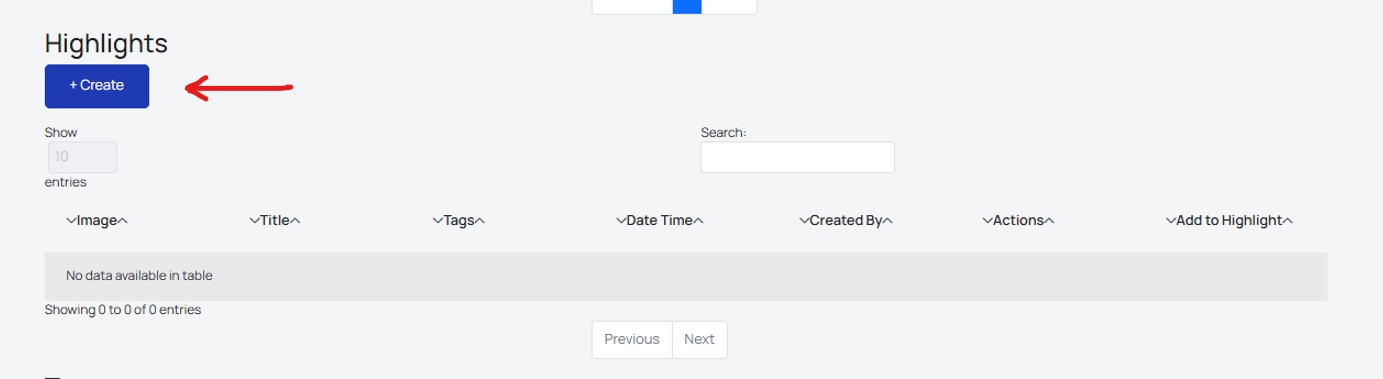 Highlights
+ Create
Show
Search:
10
entries
Image Title Tags Date Time Created By Actions Add to Highlight
No data available in table
Showing 0 to 0 of 0 entries
Previous Next